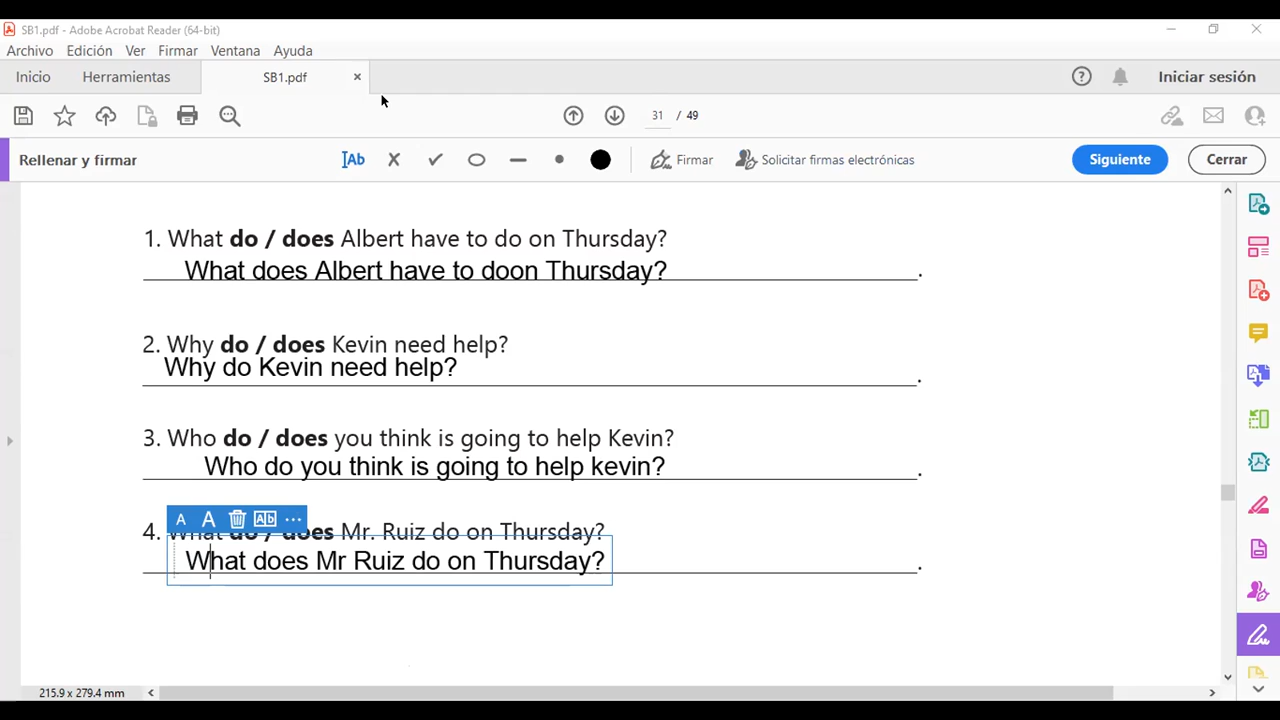 SB1.pdf - Adobe Acrobat Reader (64-bit)
Archivo Edición Ver Firmar Ventana Ayuda
Inicio Herramientas SB1.pdf × ? Iniciar sesión
31 / 49
Rellenar y firmar Ab Firmar Solicitar firmas electrónicas Siguiente Cerrar
1. What do / does Albert have to do on Thursday?
What does Albert have to doon Thursday?
.
2. Why do / does Kevin need help?
Why do Kevin need help?
.
3. Who do / does you think is going to help Kevin?
Who do you think is going to help kevin?
.
A A Ab ...
4. What do / does Mr. Ruiz do on Thursday?
What does Mr Ruiz do on Thursday?
.
215.9 x 279.4 mm